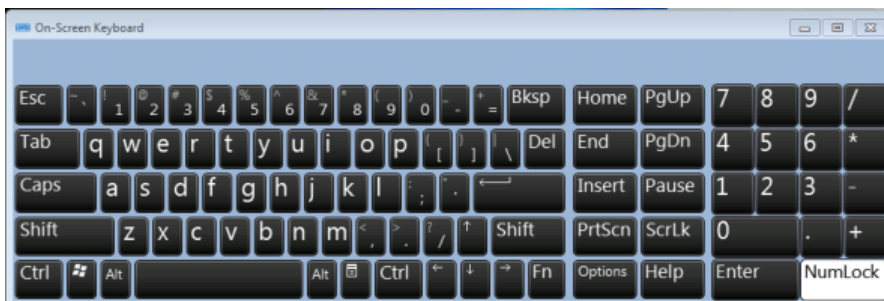 On-Screen Keyboard
Esc ~ ` ! 1 @ 2 # 3 $ 4 % 5 ^ 6 & 7 * 8 ( 9 ) 0 _ - + = Bksp Home PgUp 7 8 9 /
Tab q w e r t y u i o p { [ } ] | \ Del End PgDn 4 5 6 *
Caps a s d f g h j k l : ; " ' Insert Pause 1 2 3 -
Shift z x c v b n m < , > . ? / ↑ Shift PrtScn ScrLk 0 . +
Ctrl Alt Alt Ctrl ← ↓ → Fn Options Help Enter NumLock